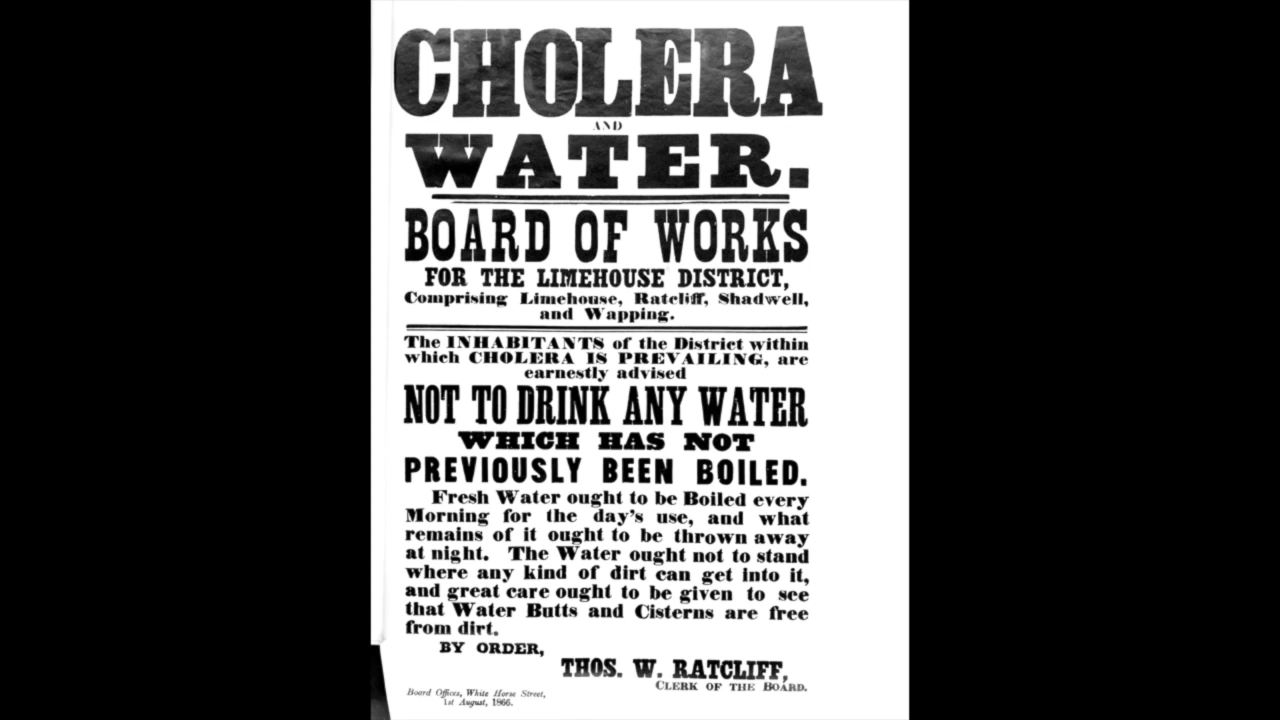 CHOLERA
AND
WATER.
BOARD OF WORKS
FOR THE LIMEHOUSE DISTRICT,
Comprising Limehouse, Ratcliff, Shadwell,
and Wapping.
The INHABITANTS of the District within
which CHOLERA IS PREVAILING, are
earnestly advised
NOT TO DRINK ANY WATER
WHICH HAS NOT
PREVIOUSLY BEEN BOILED.
Fresh Water ought to be Boiled every
Morning for the day's use, and what
remains of it ought to be thrown away
at night. The Water ought not to stand
where any kind of dirt can get into it,
and great care ought to be given to see
that Water Butts and Cisterns are free
from dirt.
BY ORDER,
THOS. W. RATCLIFF,
CLERK OF THE BOARD.
Board Offices, White Horse Street,
1st August, 1866.